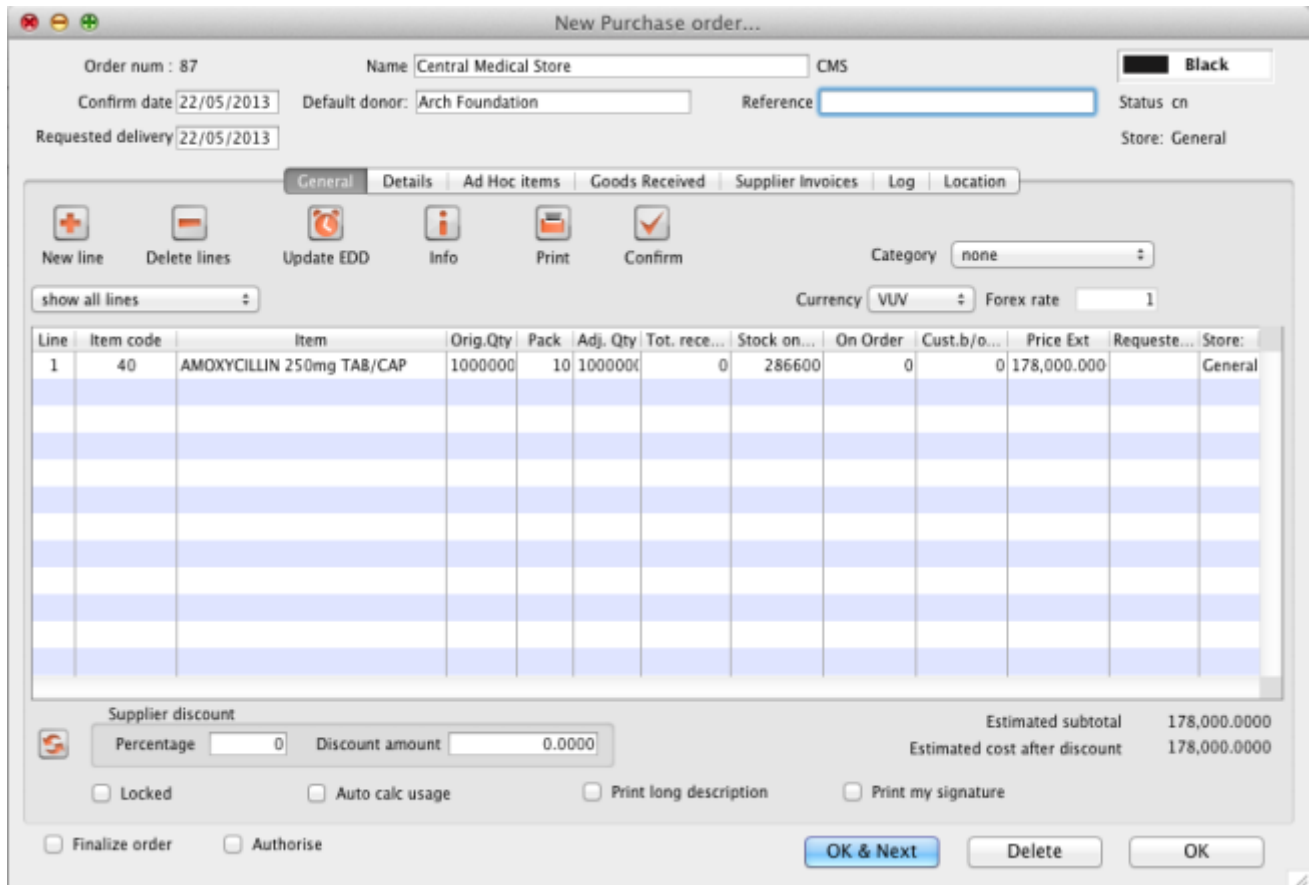 New Purchase order...
Order num : 87 Name Central Medical Store CMS Black
Confirm date 22/05/2013 Default donor: Arch Foundation Reference Status cn
Requested delivery 22/05/2013 Store: General
General Details Ad Hoc items Goods Received Supplier Invoices Log Location
New line Delete lines Update EDD Info Print Confirm Category none
show all lines Currency VUV Forex rate 1
Line Item code Item Orig.Qty Pack Adj. Qty Tot. rece... Stock on... On Order Cust.b/o... Price Ext Requeste... Store:
1 40 AMOXYCILLIN 250mg TAB/CAP 1000000 10 1000000 0 286600 0 0 178,000.000 General
Supplier discount Estimated subtotal 178,000.0000
Percentage 0 Discount amount 0.0000 Estimated cost after discount 178,000.0000
Locked Auto calc usage Print long description Print my signature
Finalize order Authorise OK & Next Delete OK